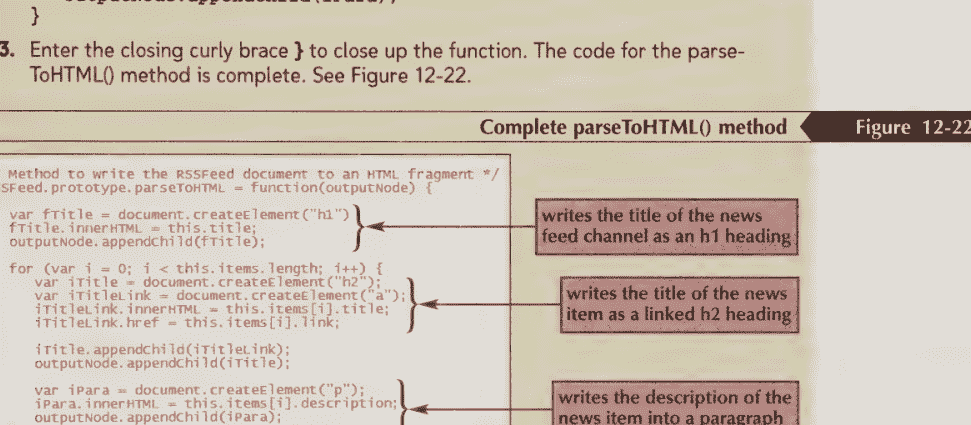 }
3. Enter the closing curly brace } to close up the function. The code for the parse-
ToHTML() method is complete. See Figure 12-22.
Complete parseToHTML() method
Figure 12-22
Method to write the RSSFeed document to an HTML fragment */
SFeed.prototype.parseToHTML = function(outputNode) {
var fTitle = document.createElement("h1")
fTitle.innerHTML = this.title;
outputNode.appendChild(fTitle);
writes the title of the news
feed channel as an h1 heading
for (var i = 0; i < this.items.length; i++) {
var iTitle = document.createElement("h2");
var iTitleLink = document.createElement("a");
iTitleLink.innerHTML = this.items[i].title;
iTitleLink.href = this.items[i].link;
writes the title of the news
item as a linked h2 heading
iTitle.appendChild(iTitleLink);
outputNode.appendChild(iTitle);
var iPara = document.createElement("p");
iPara.innerHTML = this.items[i].description;
outputNode.appendChild(iPara);
writes the description of the
news item into a paragraph